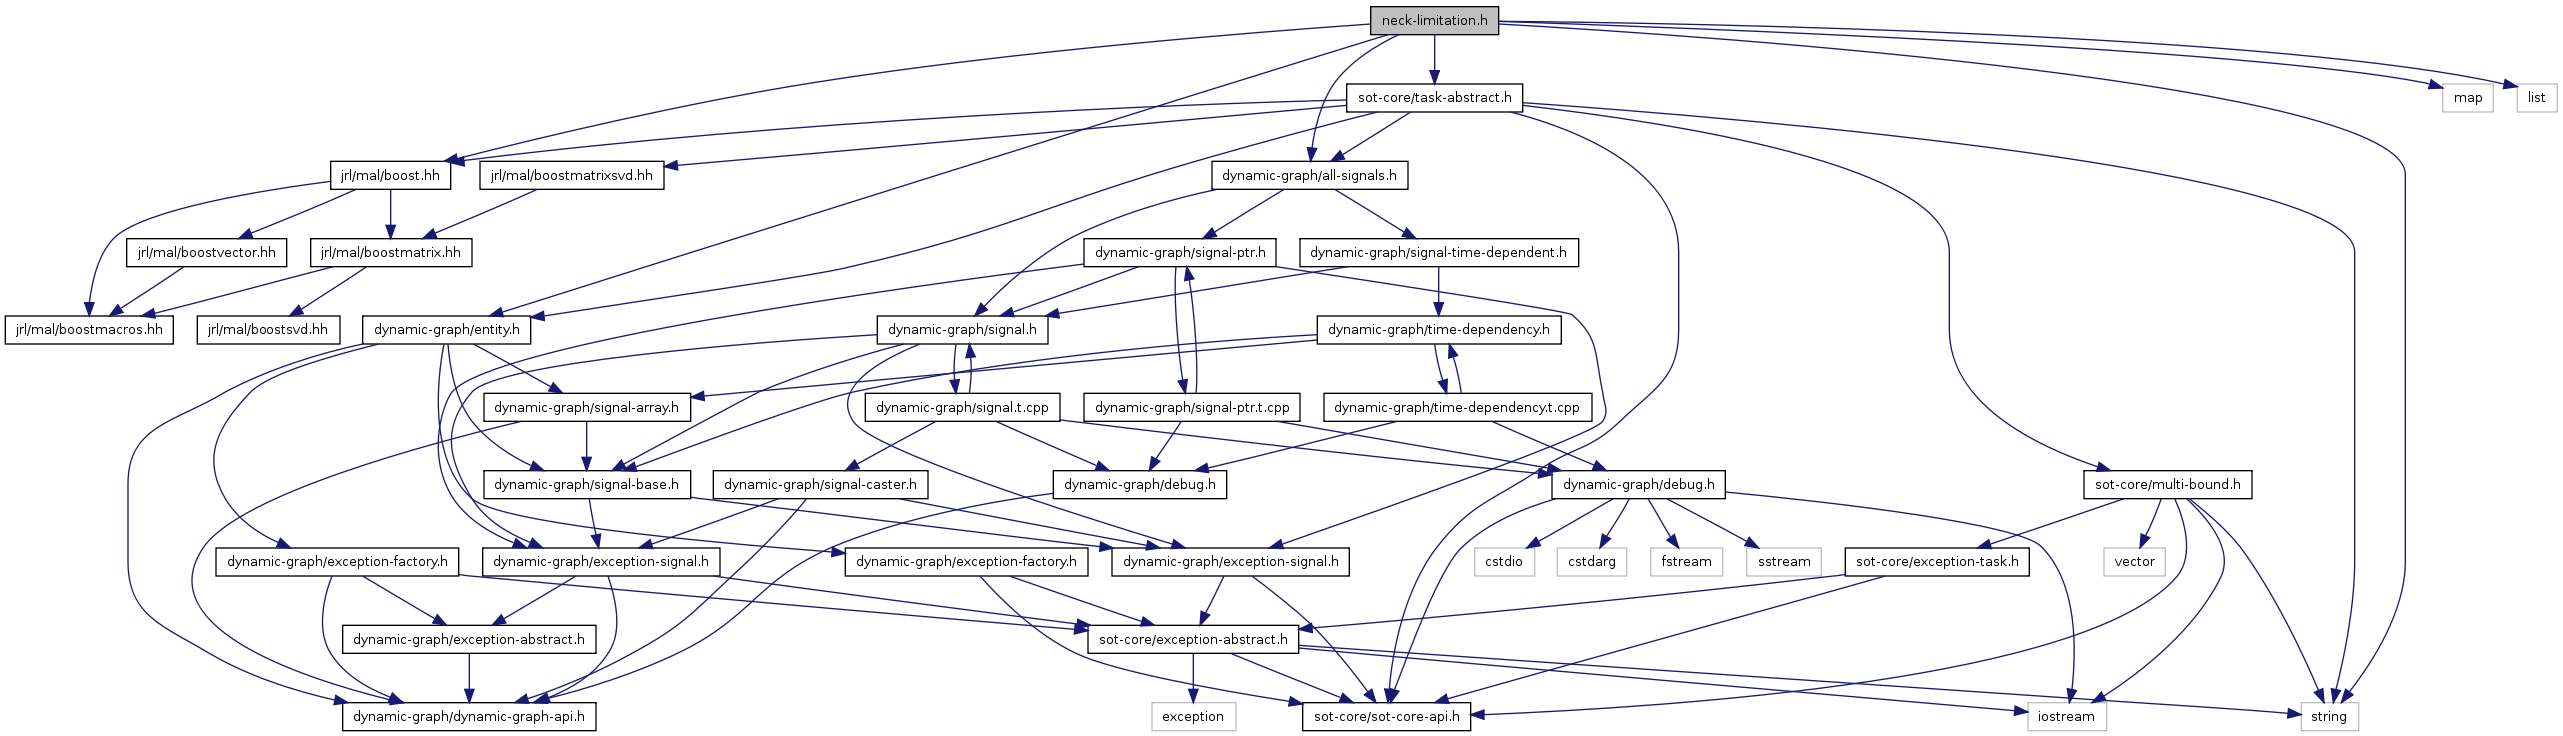 neck-limitation.h
sot-core/task-abstract.h
map
list
jrl/mal/boost.hh
jrl/mal/boostmatrixsvd.hh
dynamic-graph/all-signals.h
jrl/mal/boostvector.hh
jrl/mal/boostmatrix.hh
dynamic-graph/signal-ptr.h
dynamic-graph/signal-time-dependent.h
jrl/mal/boostmacros.hh
jrl/mal/boostsvd.hh
dynamic-graph/entity.h
dynamic-graph/signal.h
dynamic-graph/time-dependency.h
dynamic-graph/signal-array.h
dynamic-graph/signal.t.cpp
dynamic-graph/signal-ptr.t.cpp
dynamic-graph/time-dependency.t.cpp
dynamic-graph/signal-base.h
dynamic-graph/signal-caster.h
dynamic-graph/debug.h
dynamic-graph/debug.h
sot-core/multi-bound.h
dynamic-graph/exception-factory.h
dynamic-graph/exception-signal.h
dynamic-graph/exception-factory.h
dynamic-graph/exception-signal.h
cstdio
cstdarg
fstream
sstream
sot-core/exception-task.h
vector
dynamic-graph/exception-abstract.h
sot-core/exception-abstract.h
dynamic-graph/dynamic-graph-api.h
exception
sot-core/sot-core-api.h
iostream
string